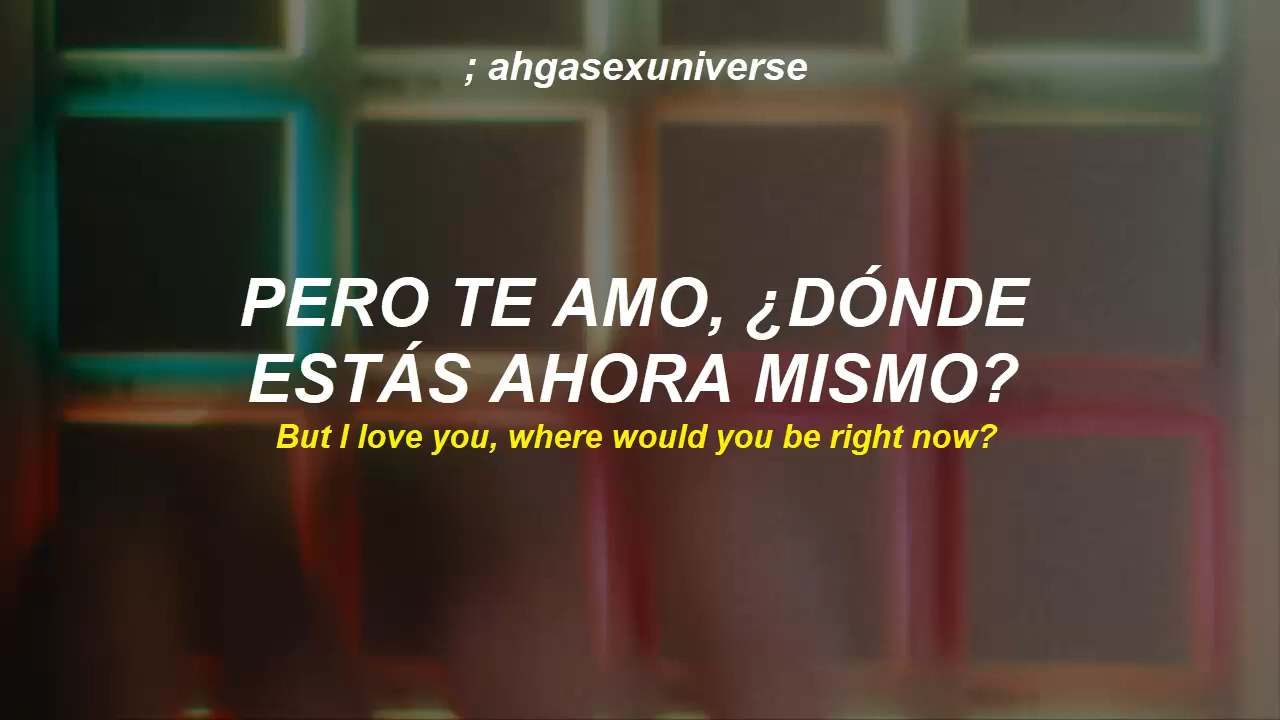 ; ahgasexuniverse
PERO TE AMO, ¿DÓNDE
ESTÁS AHORA MISMO?
But I love you, where would you be right now?